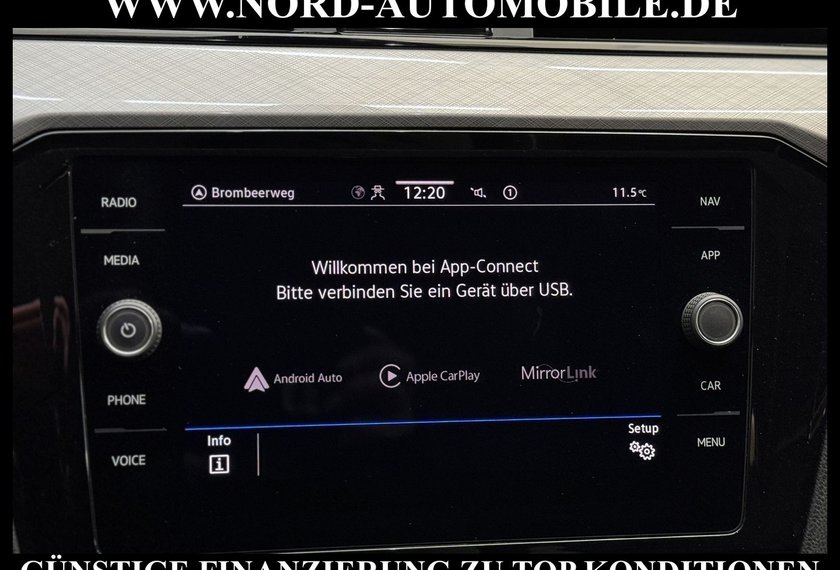 WWW.NORD-AUTOMOBILE.DE
Brombeerweg 12:20 1 11.5°C
RADIO
MEDIA
PHONE
VOICE
Willkommen bei App-Connect
Bitte verbinden Sie ein Gerät über USB.
Android Auto Apple CarPlay MirrorLink
Info
i
Setup
NAV
APP
CAR
MENU
GÜNSTIGE FINANZIERUNG ZU TOP KONDITIONEN